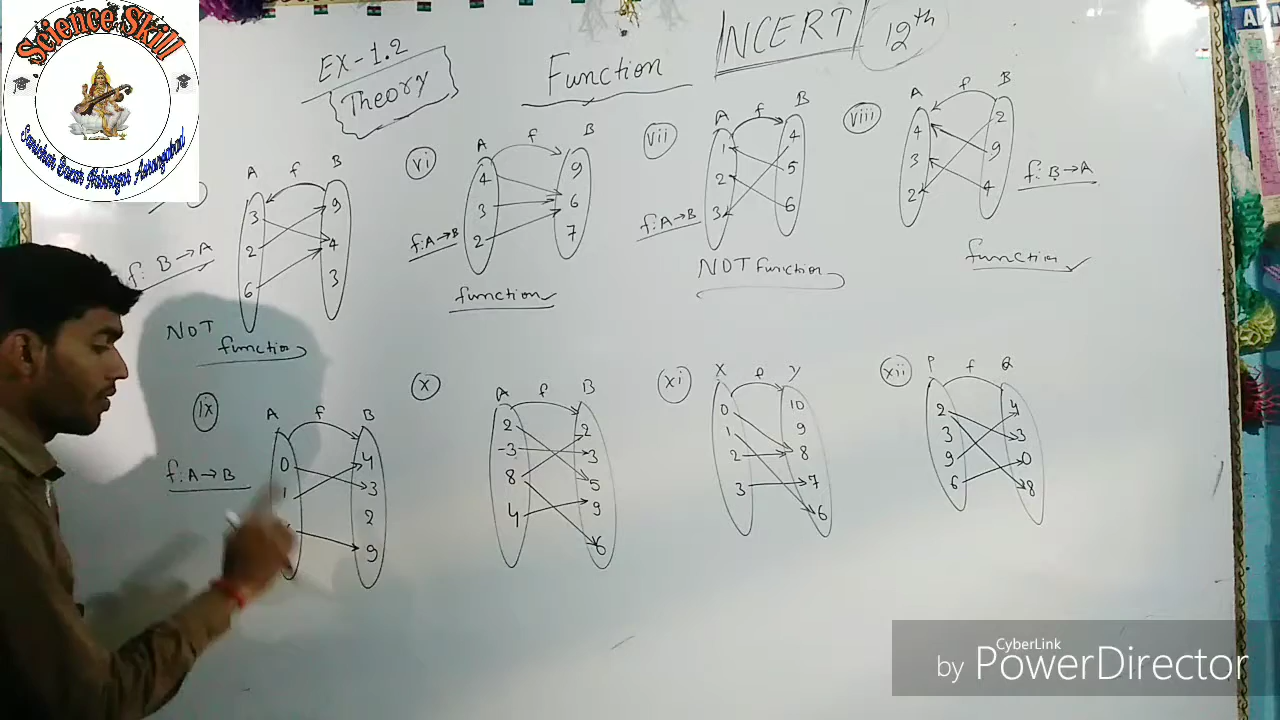 Science Skill
EX-1.2
Theory
Function
NCERT
12th
A f B
3
2
6
9
4
3
f: B→A
NOT
function
vi
A f B
4
3
2
9
6
7
f: A→B
function
vii
A f B
1
2
3
4
5
6
f: A→B
NOT function
viii
A f B
4
3
2
2
9
4
f: B→A
function
ix
A f B
0
1
4
3
2
9
f: A→B
x
A f B
2
-3
8
4
2
3
5
9
6
xi
X f Y
0
1
2
3
10
9
8
7
6
xii
P f Q
2
3
9
6
4
3
0
8
CyberLink
by PowerDirector